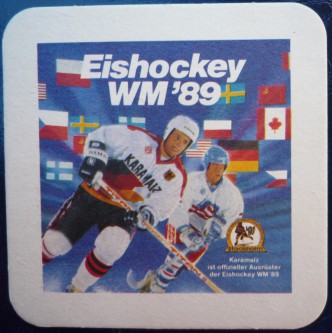 Eishockey
WM '89
KARAMALZ
Karamalz
ist offizieller Ausrüster
der Eishockey WM '89